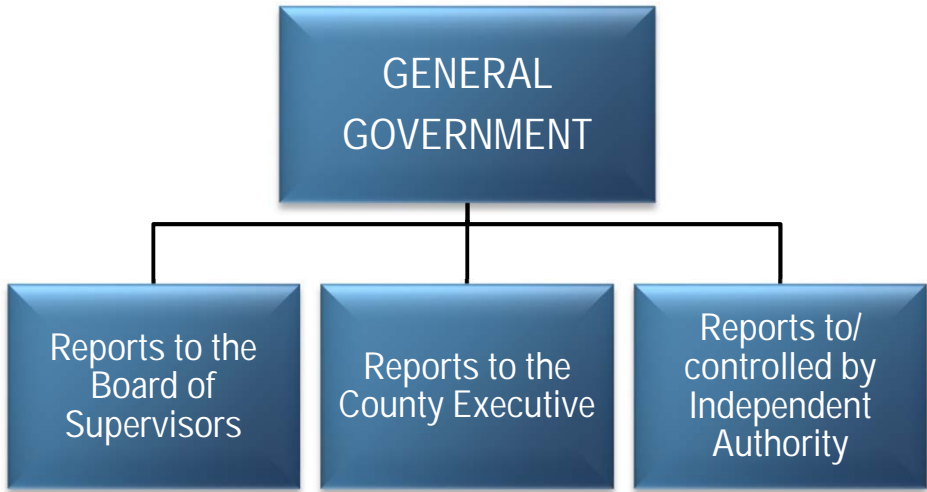 GENERAL
GOVERNMENT
Reports to the
Board of
Supervisors
Reports to the
County Executive
Reports to/
controlled by
Independent
Authority